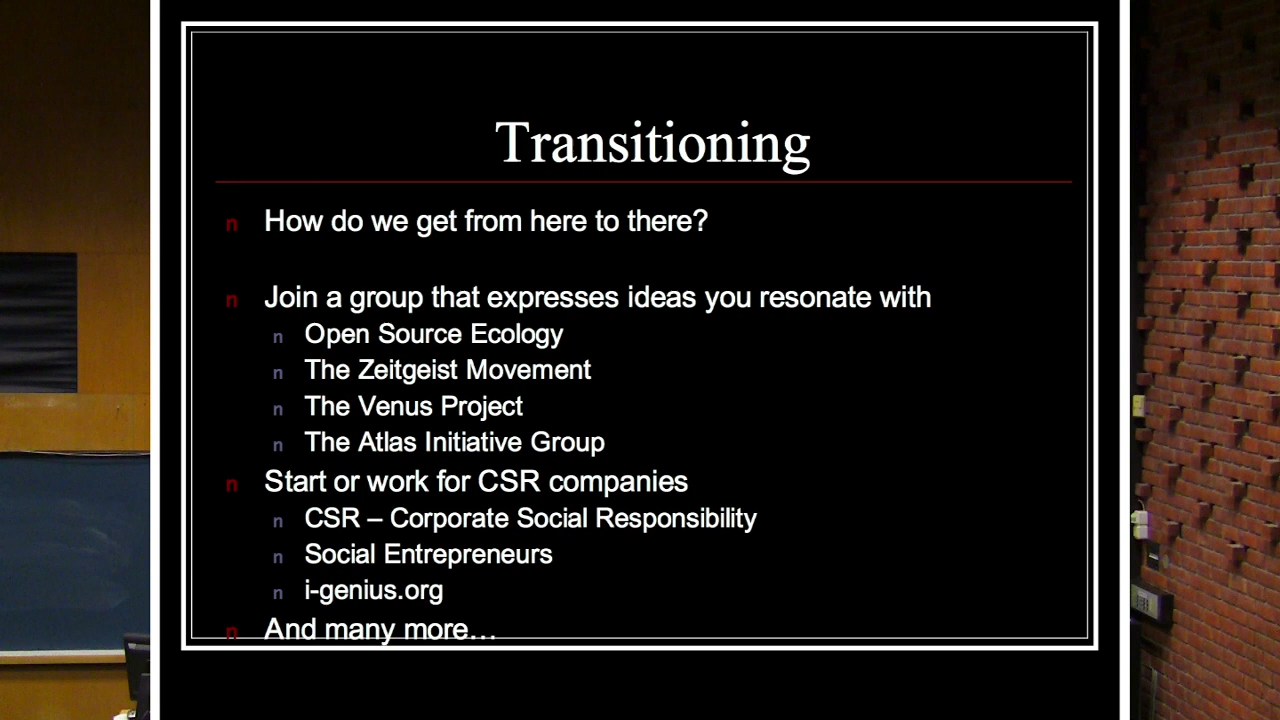 Transitioning
n How do we get from here to there?
n Join a group that expresses ideas you resonate with
n Open Source Ecology
n The Zeitgeist Movement
n The Venus Project
n The Atlas Initiative Group
n Start or work for CSR companies
n CSR – Corporate Social Responsibility
n Social Entrepreneurs
n i-genius.org
n And many more…